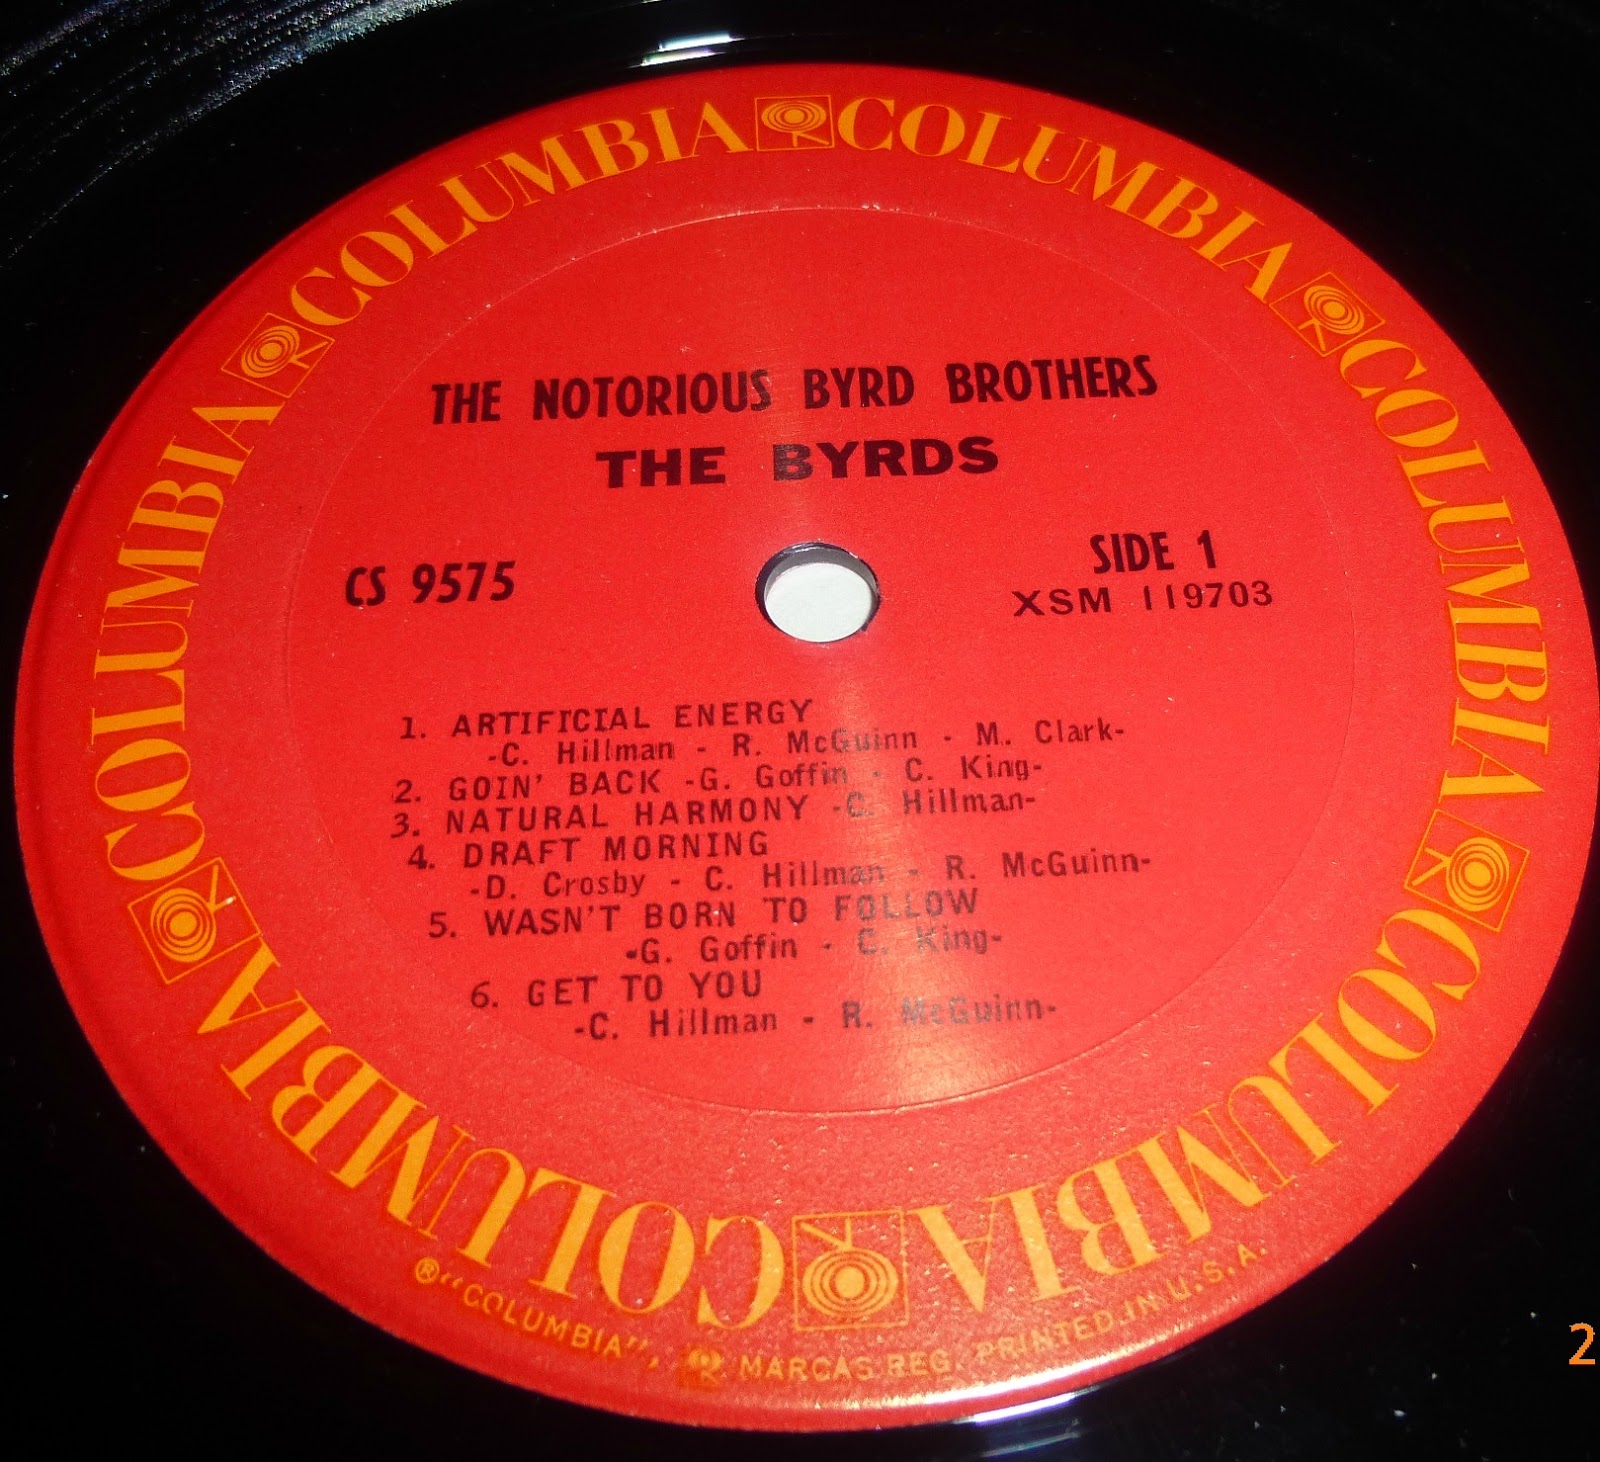 COLUMBIA COLUMBIA COLUMBIA COLUMBIA COLUMBIA COLUMBIA COLUMBIA COLUMBIA
THE NOTORIOUS BYRD BROTHERS
THE BYRDS
CS 9575
SIDE 1
XSM 119703
1. ARTIFICIAL ENERGY
-C. Hillman - R. McGuinn - M. Clark-
2. GOIN' BACK -G. Goffin - C. King-
3. NATURAL HARMONY -C. Hillman-
4. DRAFT MORNING
-D. Crosby - C. Hillman - R. McGuinn-
5. WASN'T BORN TO FOLLOW
-G. Goffin - C. King-
6. GET TO YOU
-C. Hillman - R. McGuinn-
® "COLUMBIA", MARCAS REG. PRINTED IN U.S.A.
2